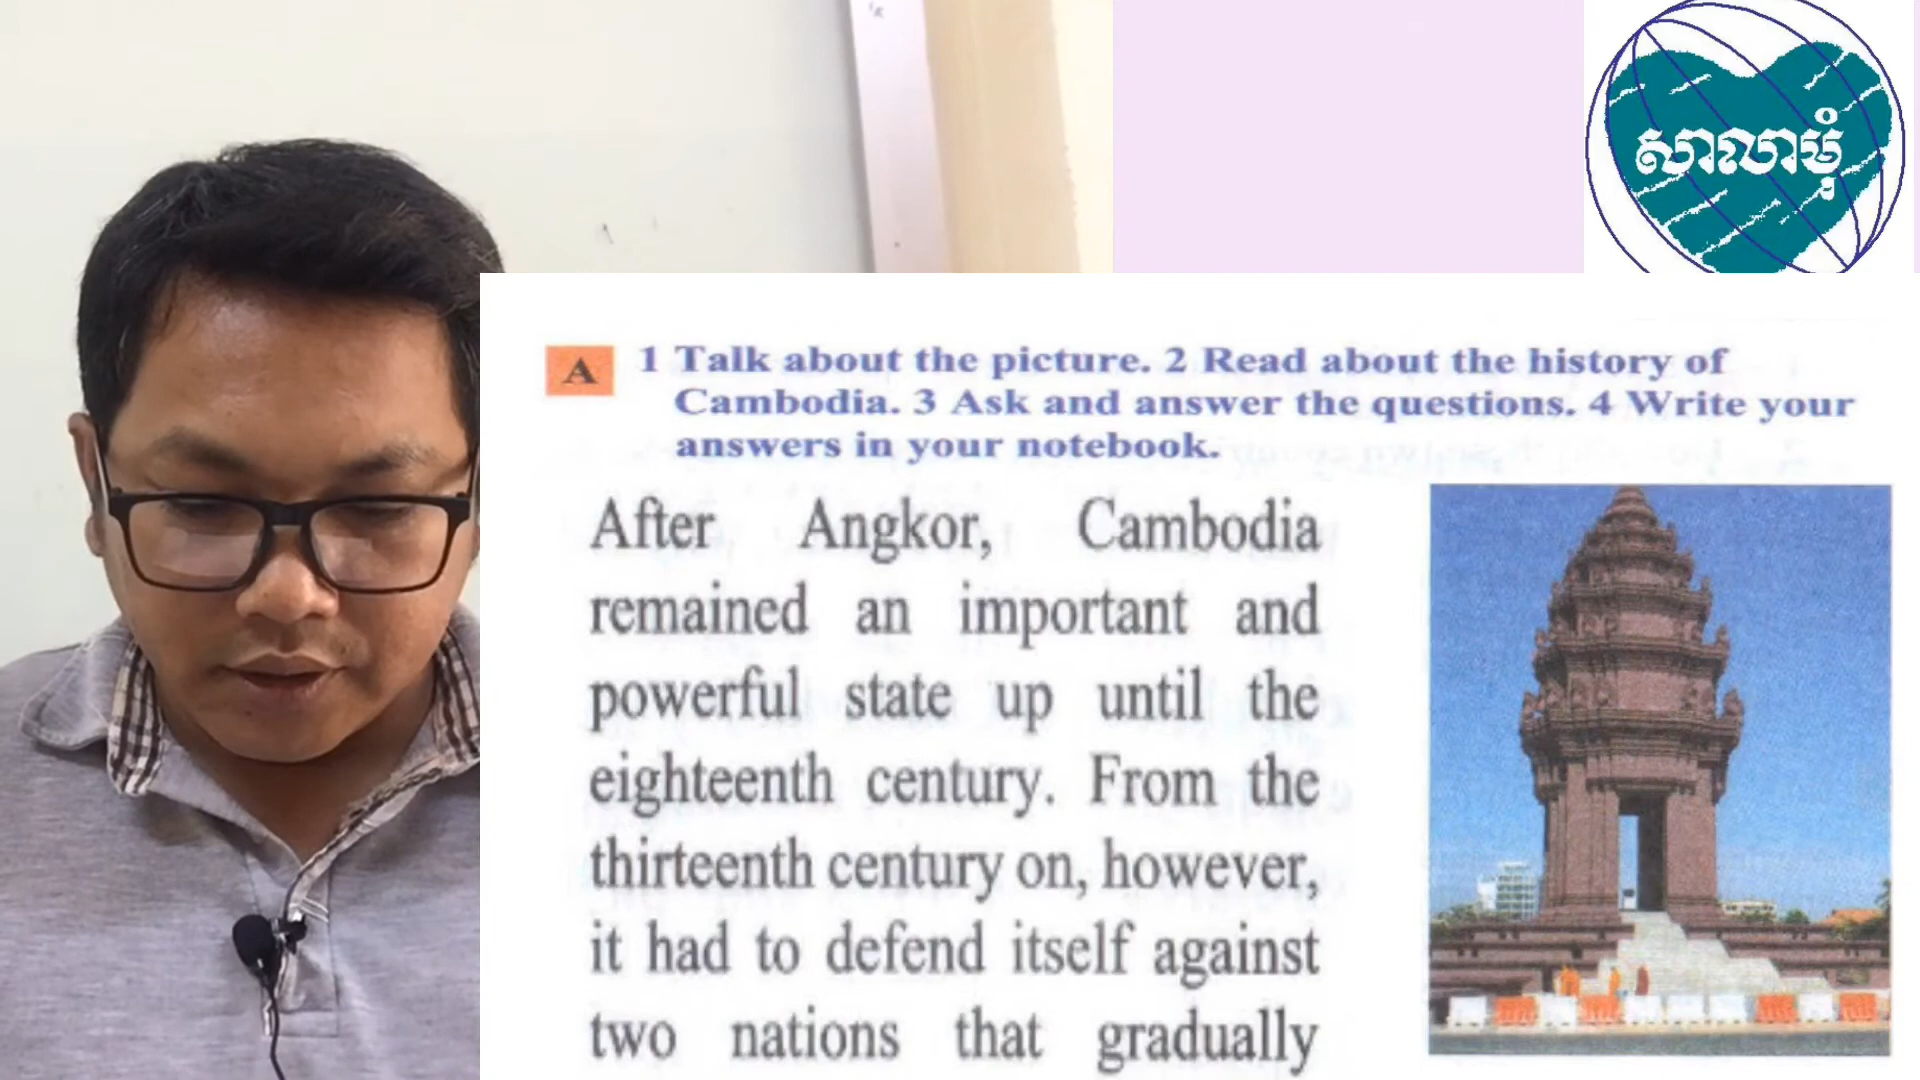 សាលាមុំ
A 1 Talk about the picture. 2 Read about the history of
Cambodia. 3 Ask and answer the questions. 4 Write your
answers in your notebook.
After Angkor, Cambodia
remained an important and
powerful state up until the
eighteenth century. From the
thirteenth century on, however,
it had to defend itself against
two nations that gradually